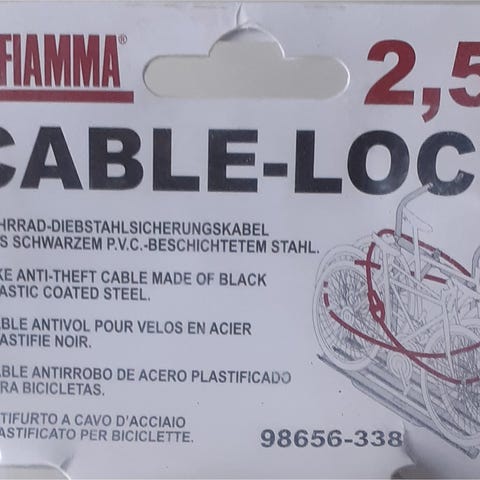 FIAMMA®
2,5
CABLE-LOC
HRRAD-DIEBSTAHLSICHERUNGSKABEL
S SCHWARZEM P.V.C.-BESCHICHTETEM STAHL.
KE ANTI-THEFT CABLE MADE OF BLACK
ASTIC COATED STEEL.
BLE ANTIVOL POUR VELOS EN ACIER
ASTIFIE NOIR.
ABLE ANTIRROBO DE ACERO PLASTIFICADO
RA BICICLETAS.
TIFURTO A CAVO D'ACCIAIO
ASTIFICATO PER BICICLETTE.
98656-338